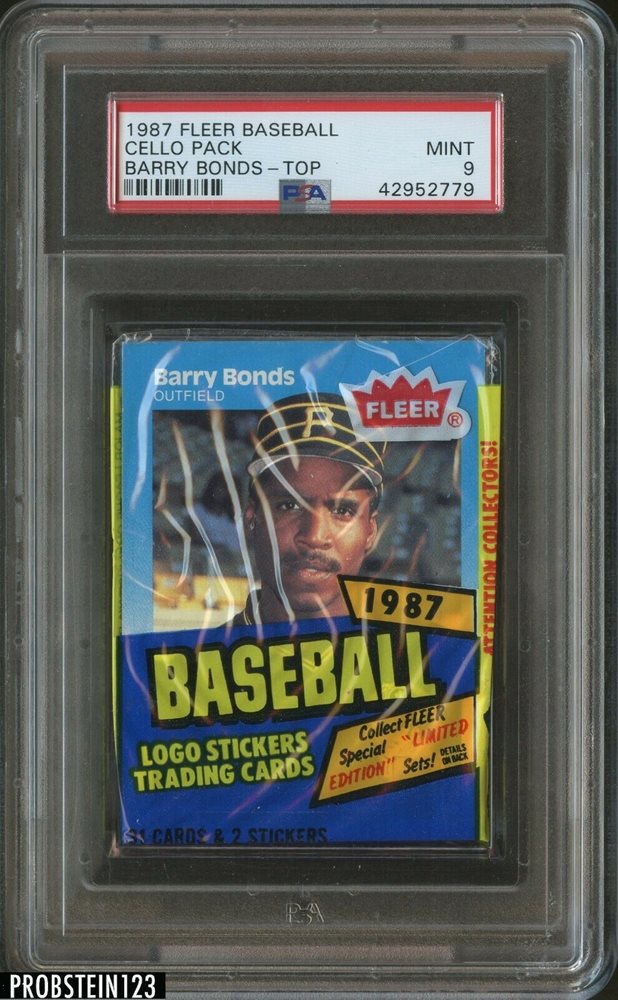 1987 FLEER BASEBALL
CELLO PACK MINT
BARRY BONDS – TOP 9
PSA 42952779
Barry Bonds
OUTFIELD
FLEER®
P
ATTENTION COLLECTORS!
1987
BASEBALL
LOGO STICKERS
TRADING CARDS
Collect FLEER
Special "LIMITED
EDITION" Sets! DETAILS
ON BACK
CARDS & 2 STICKERS
PSA
PROBSTEIN123